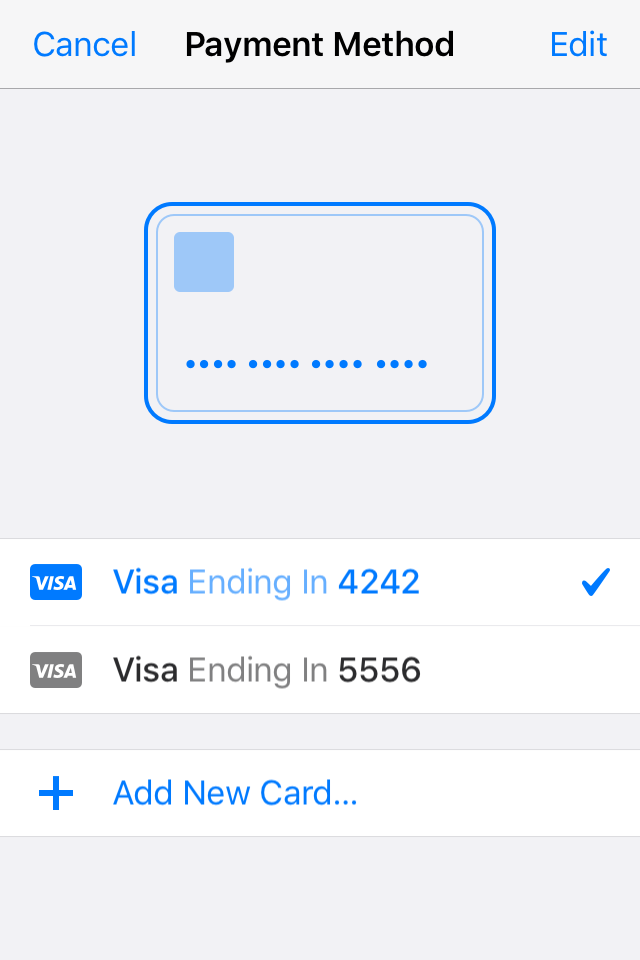 Cancel Payment Method Edit
VISA Visa Ending In 4242
VISA Visa Ending In 5556
Add New Card...